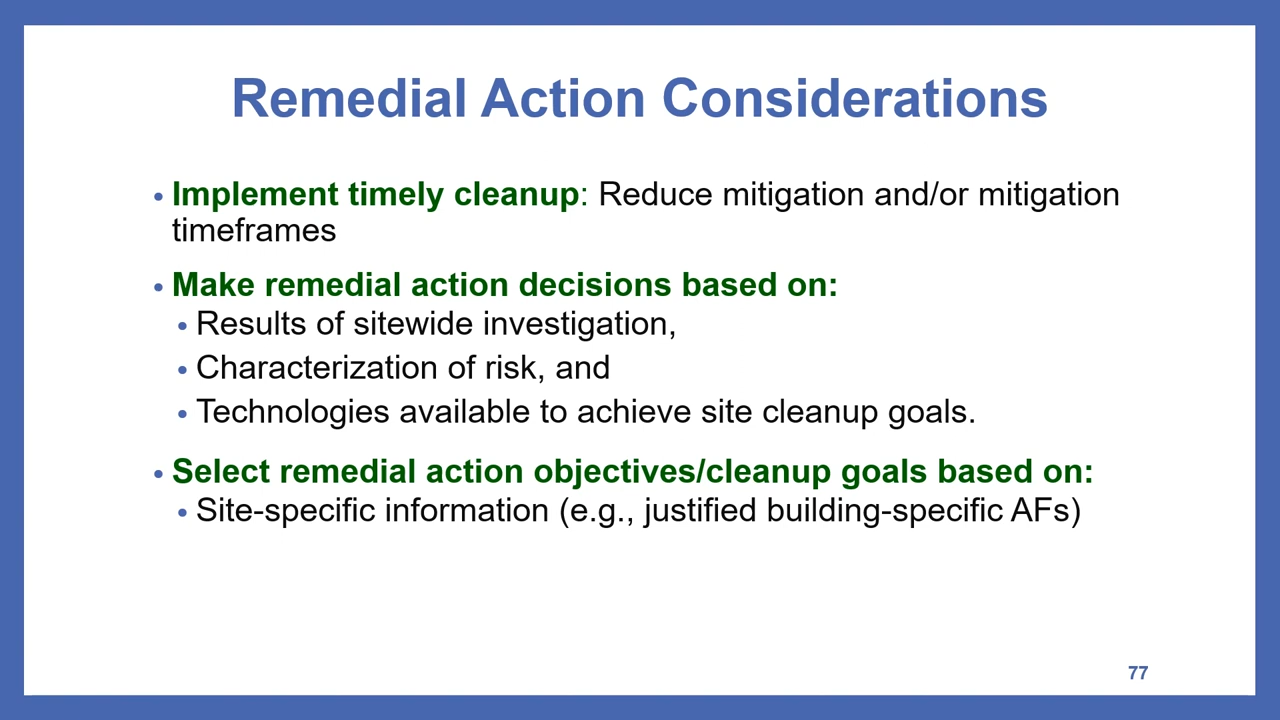 Remedial Action Considerations
• Implement timely cleanup: Reduce mitigation and/or mitigation
timeframes
• Make remedial action decisions based on:
• Results of sitewide investigation,
• Characterization of risk, and
• Technologies available to achieve site cleanup goals.
• Select remedial action objectives/cleanup goals based on:
• Site-specific information (e.g., justified building-specific AFs)
77